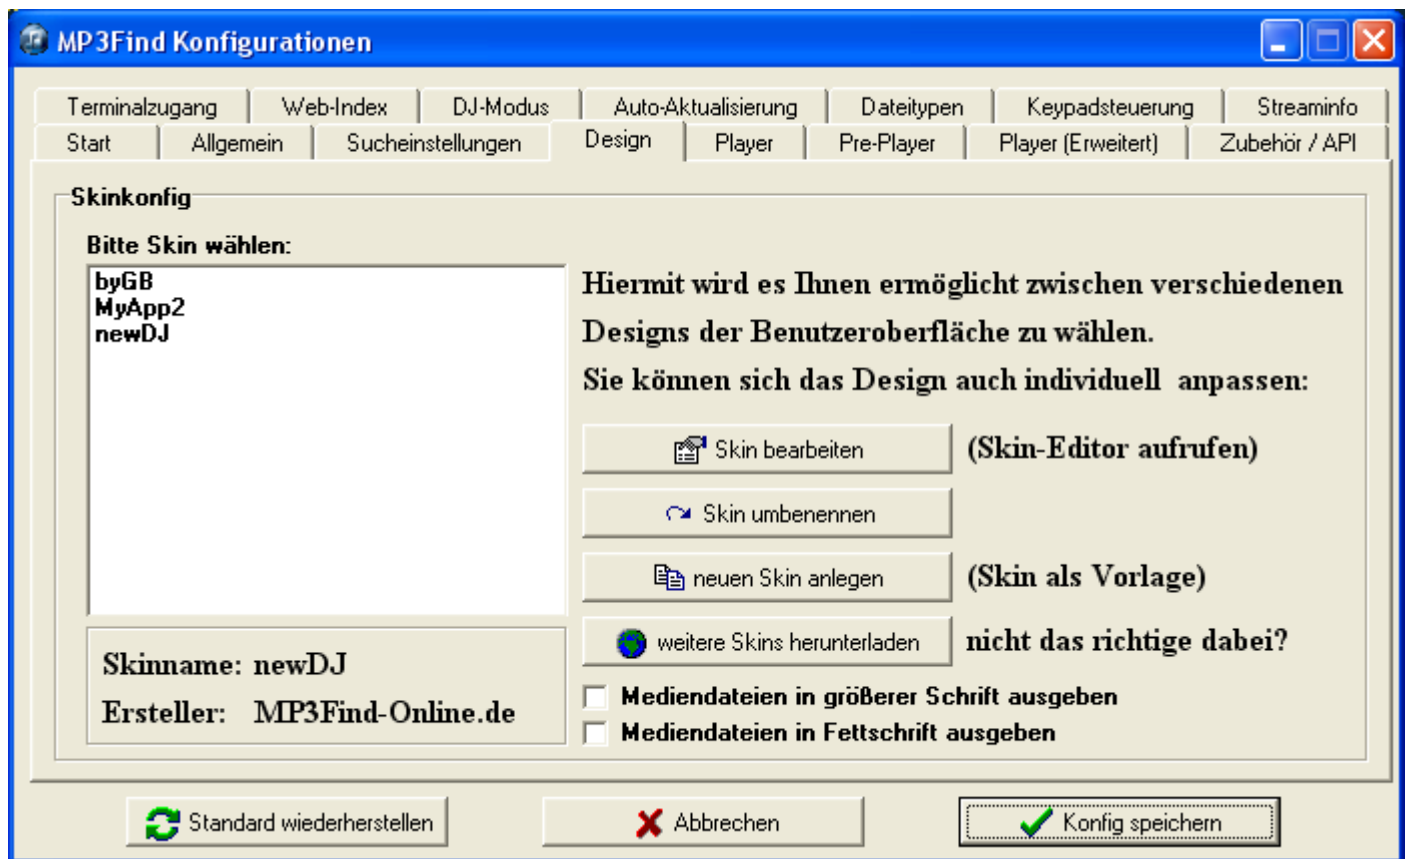 MP3Find Konfigurationen
Terminalzugang Web-Index DJ-Modus Auto-Aktualisierung Dateitypen Keypadsteuerung Streaminfo
Start Allgemein Sucheinstellungen Design Player Pre-Player Player (Erweitert) Zubehör / API
Skinkonfig
Bitte Skin wählen:
byGB
MyApp2
newDJ
Hiermit wird es Ihnen ermöglicht zwischen verschiedenen
Designs der Benutzeroberfläche zu wählen.
Sie können sich das Design auch individuell anpassen:
Skin bearbeiten (Skin-Editor aufrufen)
Skin umbenennen
neuen Skin anlegen (Skin als Vorlage)
weitere Skins herunterladen nicht das richtige dabei?
Skinname: newDJ
Ersteller: MP3Find-Online.de
Mediendateien in größerer Schrift ausgeben
Mediendateien in Fettschrift ausgeben
Standard wiederherstellen Abbrechen Konfig speichern